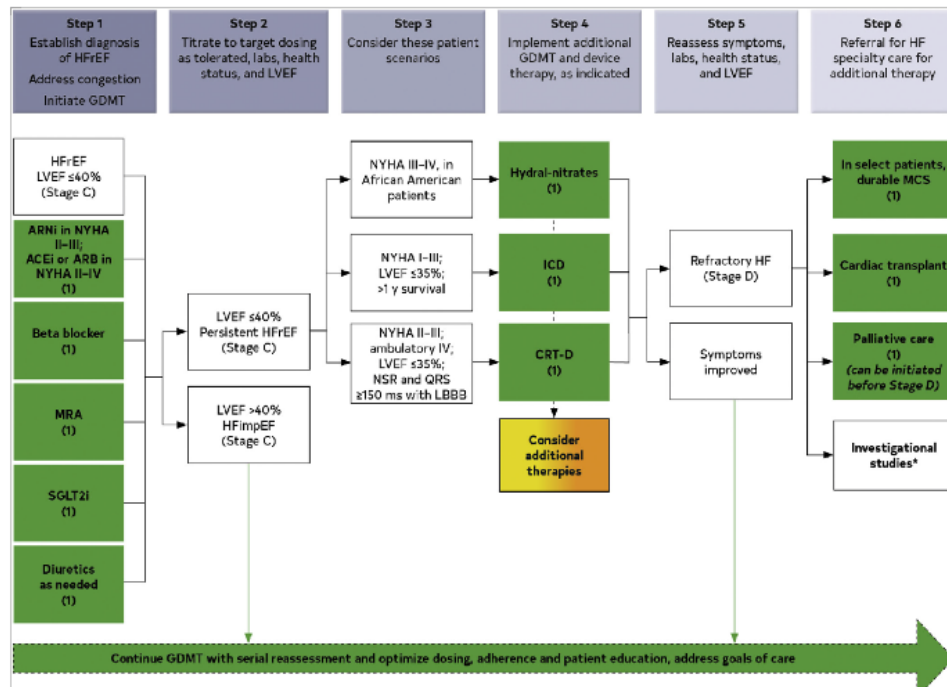 Step 1
Establish diagnosis
of HFrEF
Address congestion
Initiate GDMT
Step 2
Titrate to target dosing
as tolerated, labs, health
status, and LVEF
Step 3
Consider these patient
scenarios
Step 4
Implement additional
GDMT and device
therapy, as indicated
Step 5
Reassess symptoms,
labs, health status,
and LVEF
Step 6
Referral for HF
specialty care for
additional therapy
HFrEF
LVEF ≤40%
(Stage C)
ARNi in NYHA
II–III;
ACEi or ARB in
NYHA II–IV
(1)
Beta blocker
(1)
MRA
(1)
SGLT2i
(1)
Diuretics
as needed
(1)
LVEF ≤40%
Persistent HFrEF
(Stage C)
LVEF >40%
HFimpEF
(Stage C)
NYHA III–IV, in
African American
patients
NYHA I–III;
LVEF ≤35%;
>1 y survival
NYHA II–III;
ambulatory IV;
LVEF ≤35%;
NSR and QRS
≥150 ms with LBBB
Hydral-nitrates
(1)
ICD
(1)
CRT-D
(1)
Consider
additional
therapies
Refractory HF
(Stage D)
Symptoms
improved
In select patients,
durable MCS
(1)
Cardiac transplant
(1)
Palliative care
(1)
(can be initiated
before Stage D)
Investigational
studies*
Continue GDMT with serial reassessment and optimize dosing, adherence and patient education, address goals of care